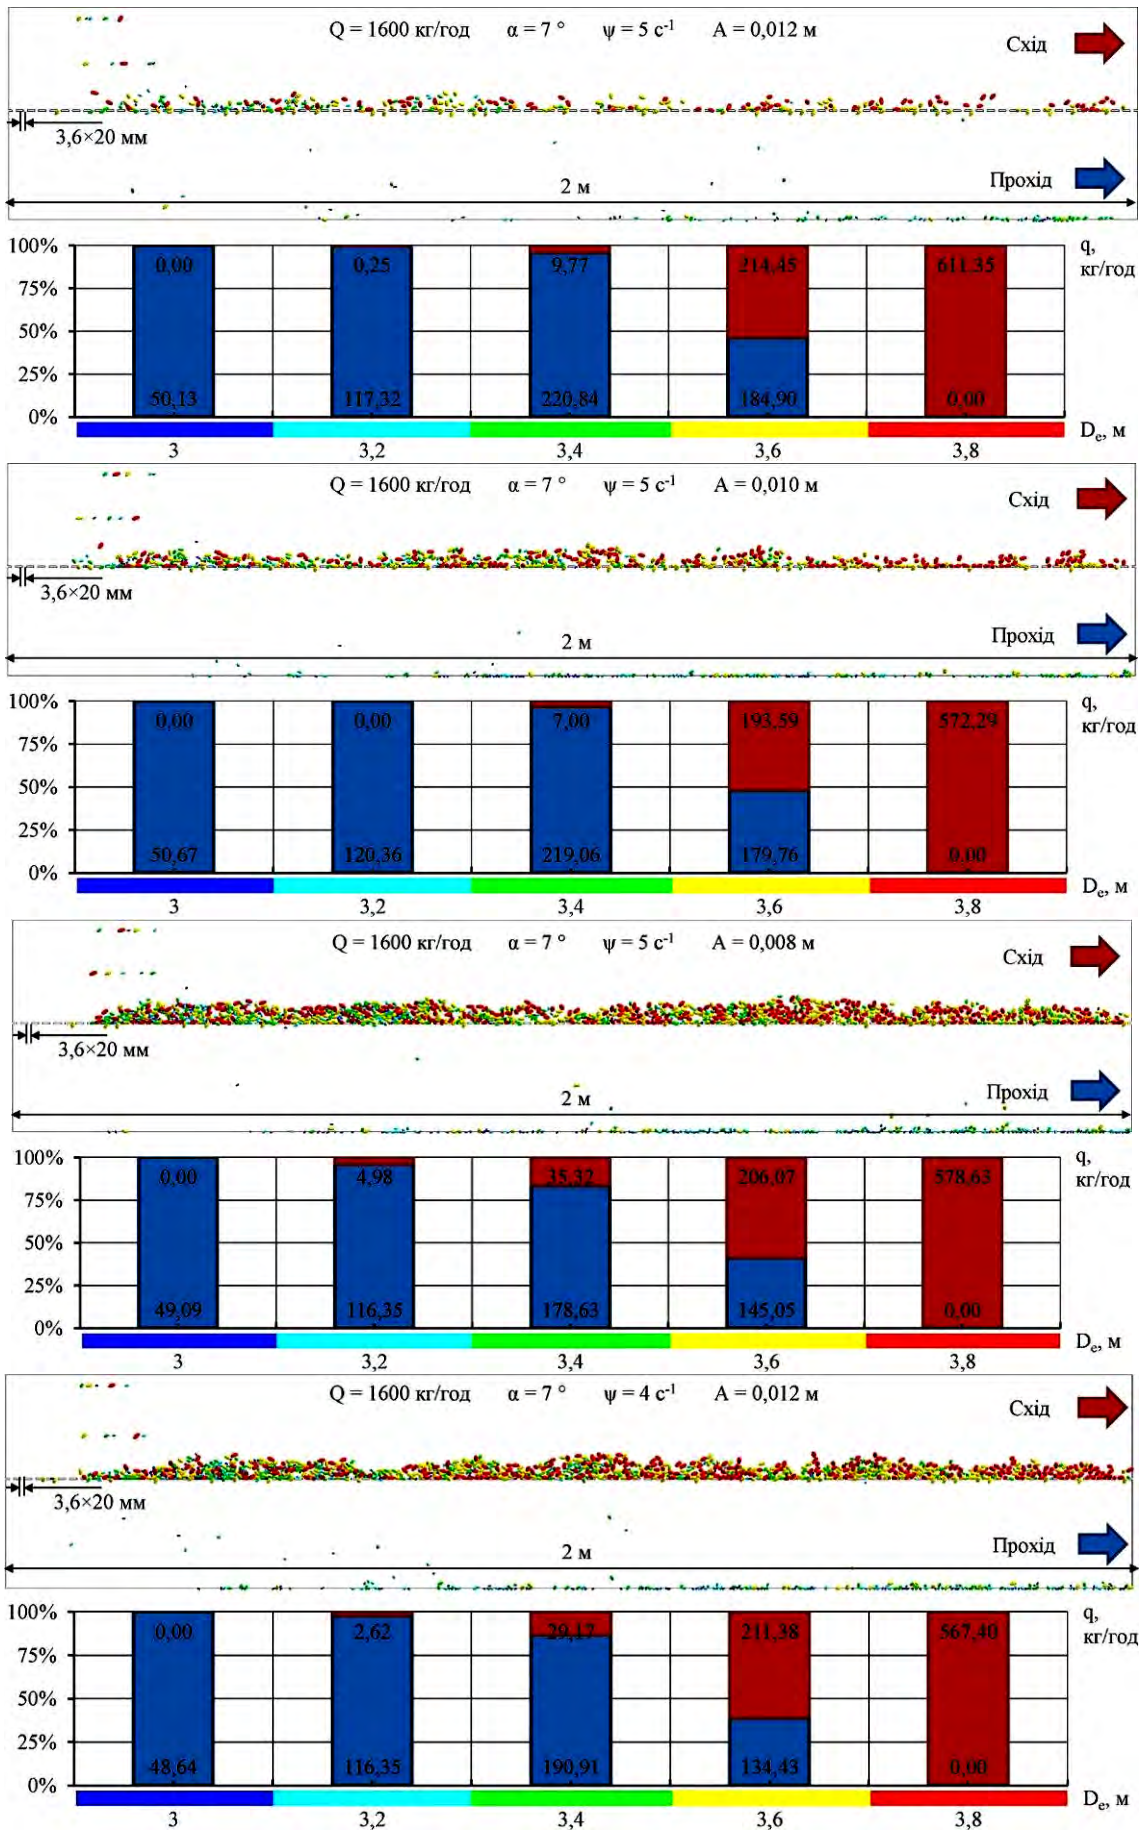 Q = 1600 кг/год α = 7 ° ψ = 5 с⁻¹ A = 0,012 м
Схід
3,6×20 мм
Прохід
2 м
100% 75% 50% 25% 0%
0,00 0,25 9,77 214,45 611,35
50,13 117,32 220,84 184,90 0,00
q,
кг/год
3 3,2 3,4 3,6 3,8
Dₑ, м
Q = 1600 кг/год α = 7 ° ψ = 5 с⁻¹ A = 0,010 м
Схід
3,6×20 мм
Прохід
2 м
100% 75% 50% 25% 0%
0,00 0,00 7,00 193,59 572,29
50,67 120,36 219,06 179,76 0,00
q,
кг/год
3 3,2 3,4 3,6 3,8
Dₑ, м
Q = 1600 кг/год α = 7 ° ψ = 5 с⁻¹ A = 0,008 м
Схід
3,6×20 мм
Прохід
2 м
100% 75% 50% 25% 0%
0,00 4,98 35,32 206,07 578,63
49,09 116,35 178,63 145,05 0,00
q,
кг/год
3 3,2 3,4 3,6 3,8
Dₑ, м
Q = 1600 кг/год α = 7 ° ψ = 4 с⁻¹ A = 0,012 м
Схід
3,6×20 мм
Прохід
2 м
100% 75% 50% 25% 0%
0,00 2,62 29,17 211,38 567,40
48,64 116,35 190,91 134,43 0,00
q,
кг/год
3 3,2 3,4 3,6 3,8
Dₑ, м